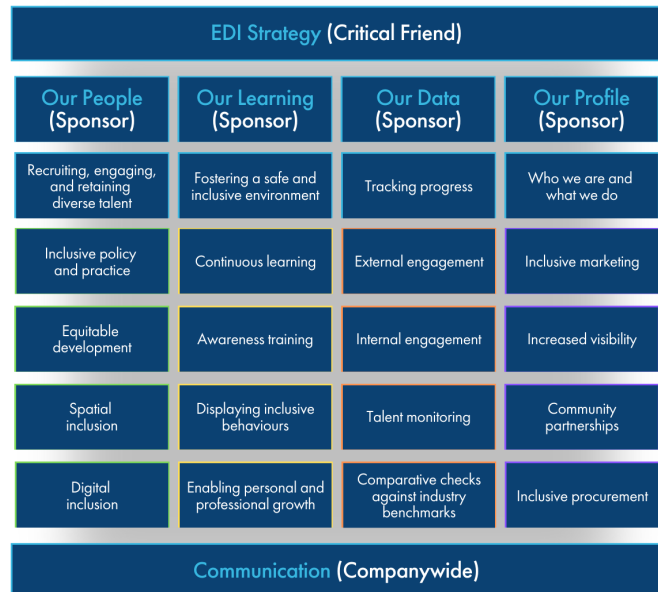 EDI Strategy (Critical Friend)
Our People
(Sponsor)
Our Learning
(Sponsor)
Our Data
(Sponsor)
Our Profile
(Sponsor)
Recruiting, engaging,
and retaining
diverse talent
Fostering a safe and
inclusive environment
Tracking progress
Who we are and
what we do
Inclusive policy
and practice
Continuous learning
External engagement
Inclusive marketing
Equitable
development
Awareness training
Internal engagement
Increased visibility
Spatial
inclusion
Displaying inclusive
behaviours
Talent monitoring
Community
partnerships
Digital
inclusion
Enabling personal and
professional growth
Comparative checks
against industry
benchmarks
Inclusive procurement
Communication (Companywide)